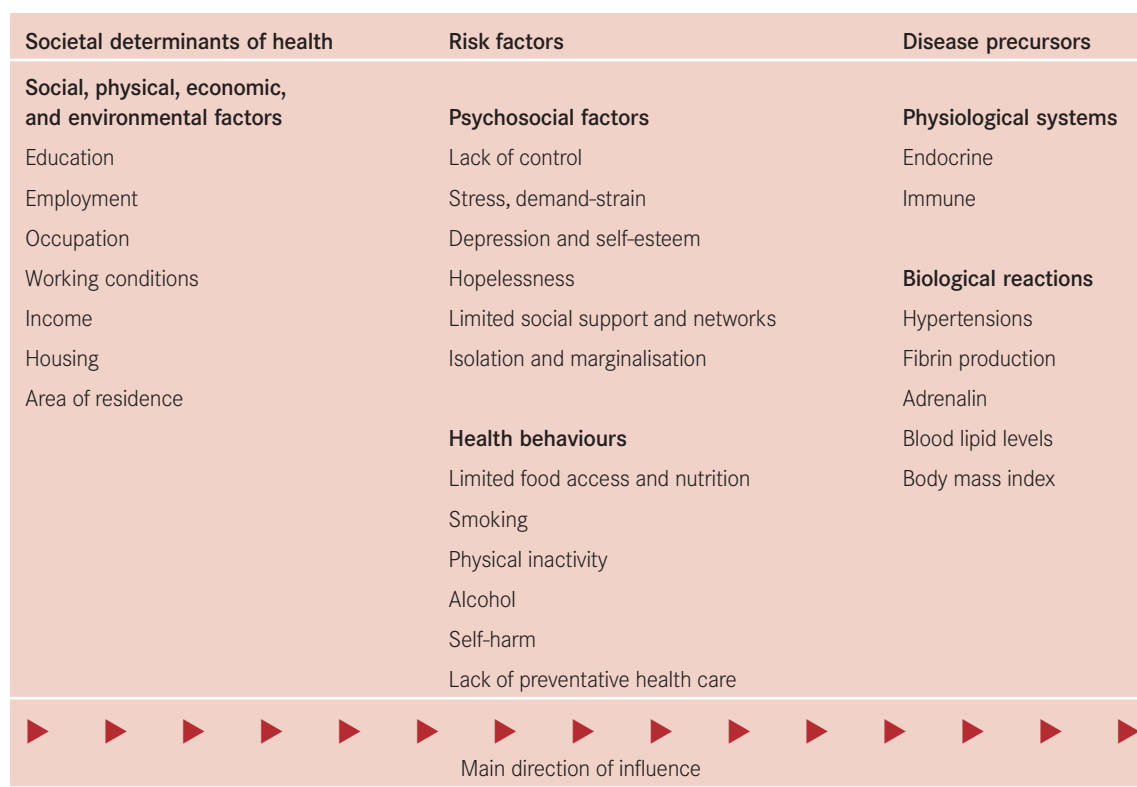 Societal determinants of health
Risk factors
Disease precursors
Social, physical, economic,
and environmental factors
Education
Employment
Occupation
Working conditions
Income
Housing
Area of residence
Psychosocial factors
Lack of control
Stress, demand-strain
Depression and self-esteem
Hopelessness
Limited social support and networks
Isolation and marginalisation
Health behaviours
Limited food access and nutrition
Smoking
Physical inactivity
Alcohol
Self-harm
Lack of preventative health care
Physiological systems
Endocrine
Immune
Biological reactions
Hypertensions
Fibrin production
Adrenalin
Blood lipid levels
Body mass index
Main direction of influence